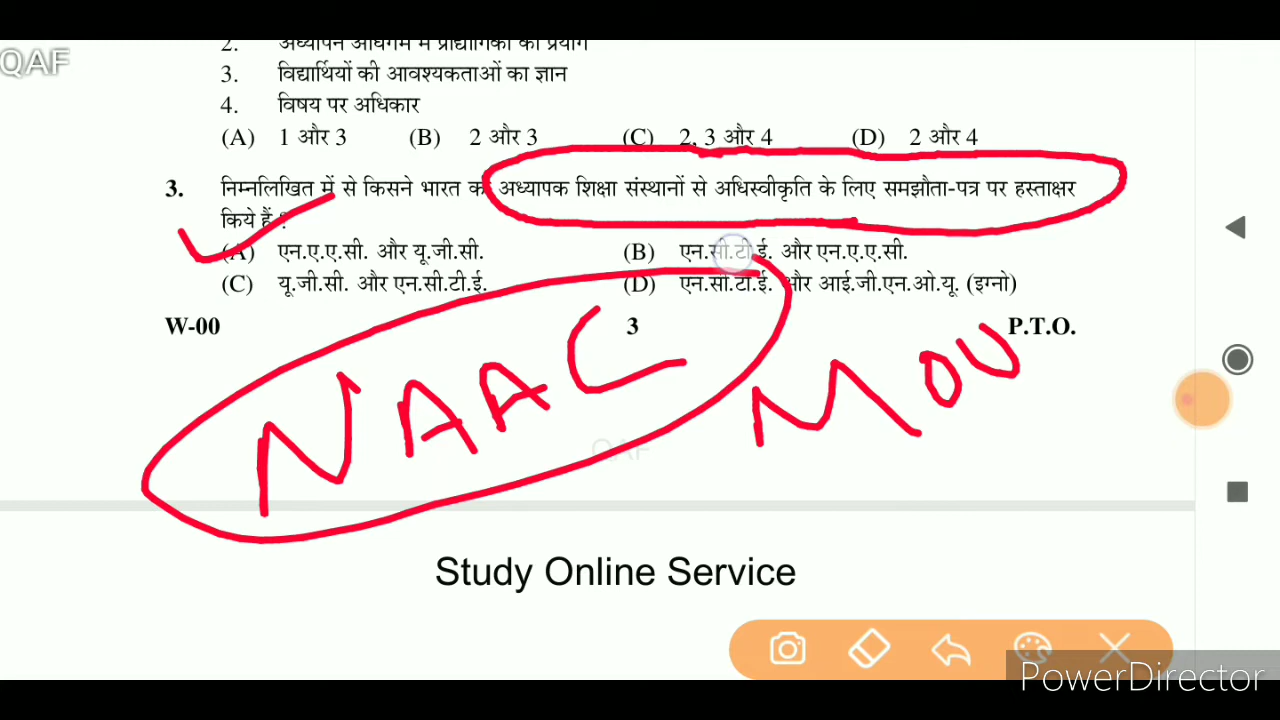 QAF
2. अध्यापन अधिगम में प्रौद्योगिकी का प्रयोग
3. विद्यार्थियों की आवश्यकताओं का ज्ञान
4. विषय पर अधिकार
(A) 1 और 3 (B) 2 और 3 (C) 2, 3 और 4 (D) 2 और 4
3. निम्नलिखित में से किसने भारत के अध्यापक शिक्षा संस्थानों से अधिस्वीकृति के लिए समझौता-पत्र पर हस्ताक्षर
किये हैं ?
(A) एन.ए.ए.सी. और यू.जी.सी. (B) एन.सी.टी.ई. और एन.ए.ए.सी.
(C) यू.जी.सी. और एन.सी.टी.ई. (D) एन.सी.टी.ई. और आई.जी.एन.ओ.यू. (इग्नो)
W-00 3 P.T.O.
NAAC MOU
QAF
Study Online Service
PowerDirector